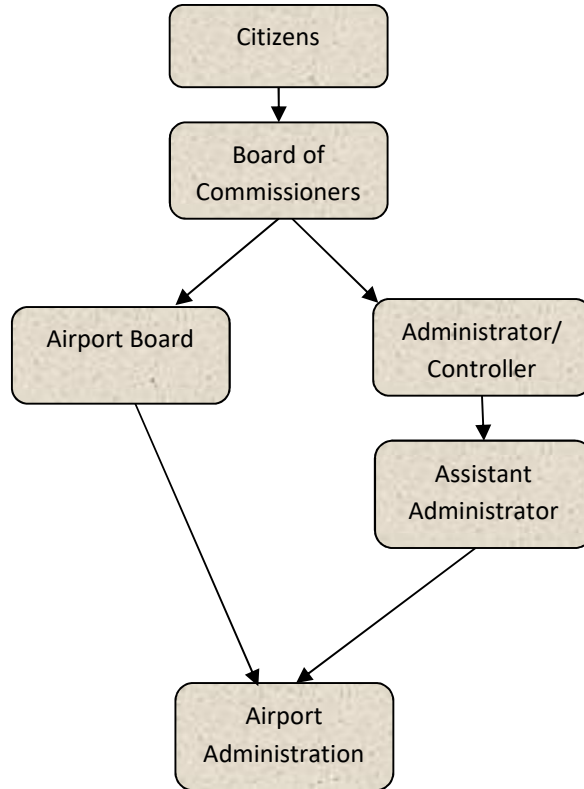 Citizens
Board of
Commissioners
Airport Board
Administrator/
Controller
Assistant
Administrator
Airport
Administration